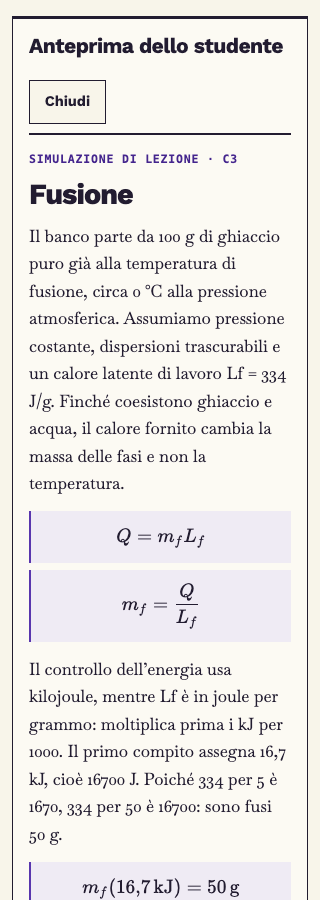 Anteprima dello studente
Chiudi
SIMULAZIONE DI LEZIONE · C3
Fusione
Il banco parte da 100 g di ghiaccio
puro già alla temperatura di
fusione, circa 0 °C alla pressione
atmosferica. Assumiamo pressione
costante, dispersioni trascurabili e
un calore latente di lavoro Lf = 334
J/g. Finché coesistono ghiaccio e
acqua, il calore fornito cambia la
massa delle fasi e non la
temperatura.
Q = m_f L_f
m_f = Q / L_f
Il controllo dell’energia usa
kilojoule, mentre Lf è in joule per
grammo: moltiplica prima i kJ per
1000. Il primo compito assegna 16,7
kJ, cioè 16700 J. Poiché 334 per 5 è
1670, 334 per 50 è 16700: sono fusi
50 g.
m_f(16,7 kJ) = 50 g